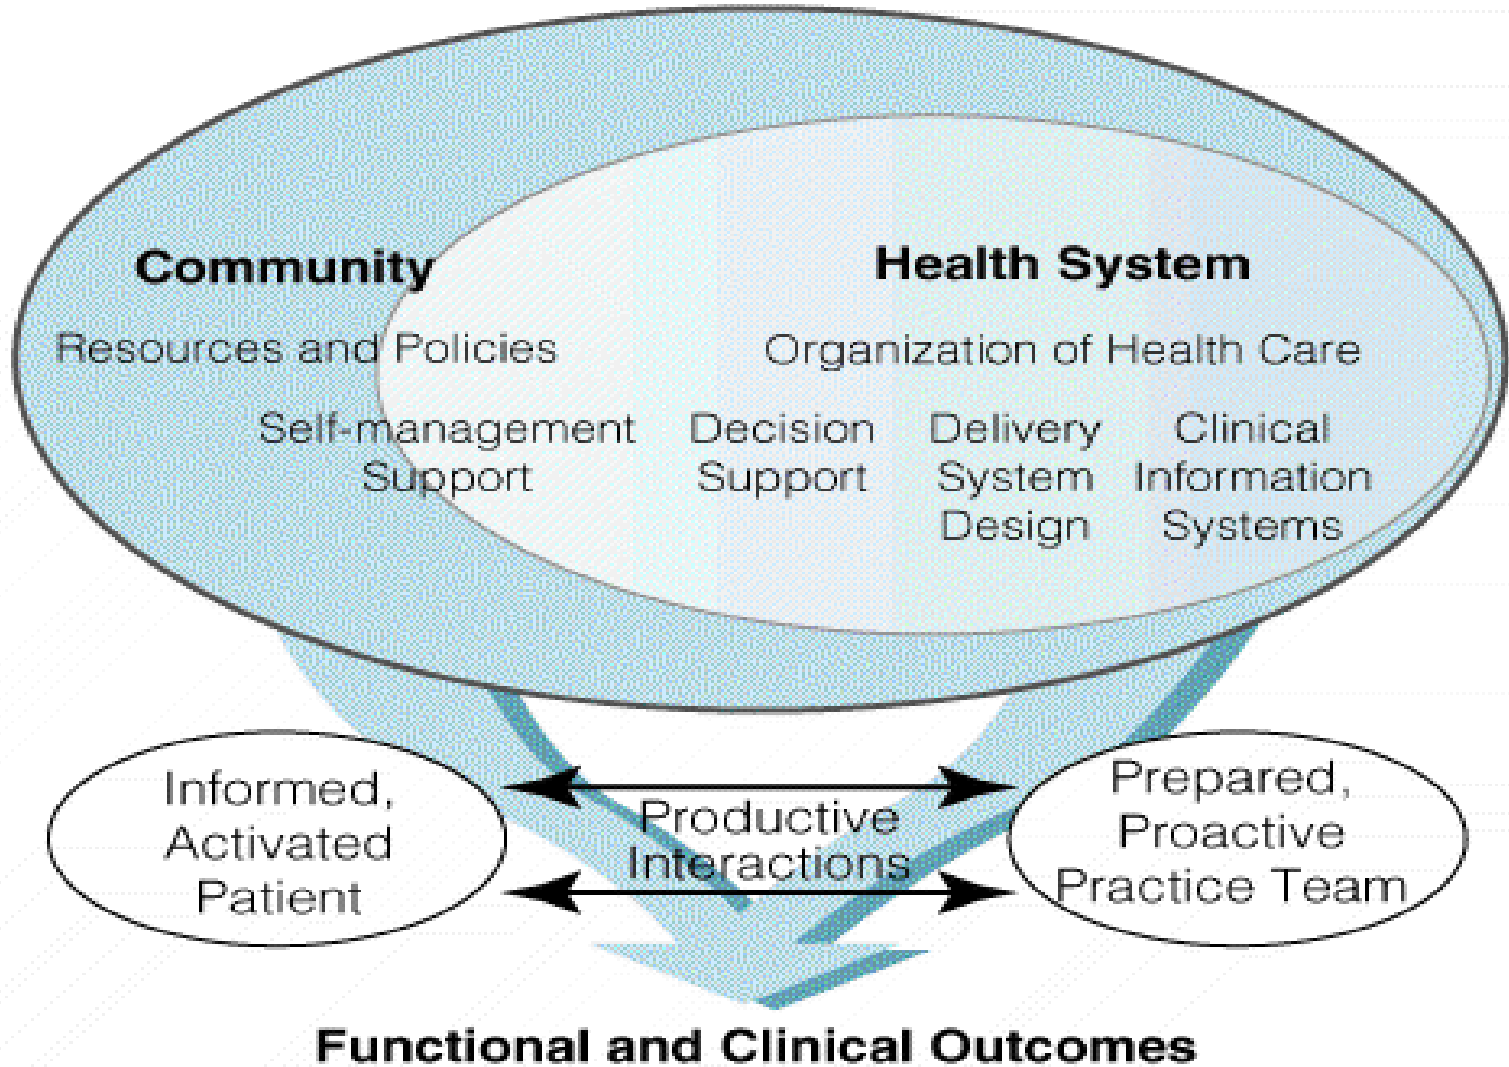 Community
Resources and Policies
Health System
Organization of Health Care
Self-management
Support
Decision
Support
Delivery
System
Design
Clinical
Information
Systems
Informed,
Activated
Patient
Productive
Interactions
Prepared,
Proactive
Practice Team
Functional and Clinical Outcomes